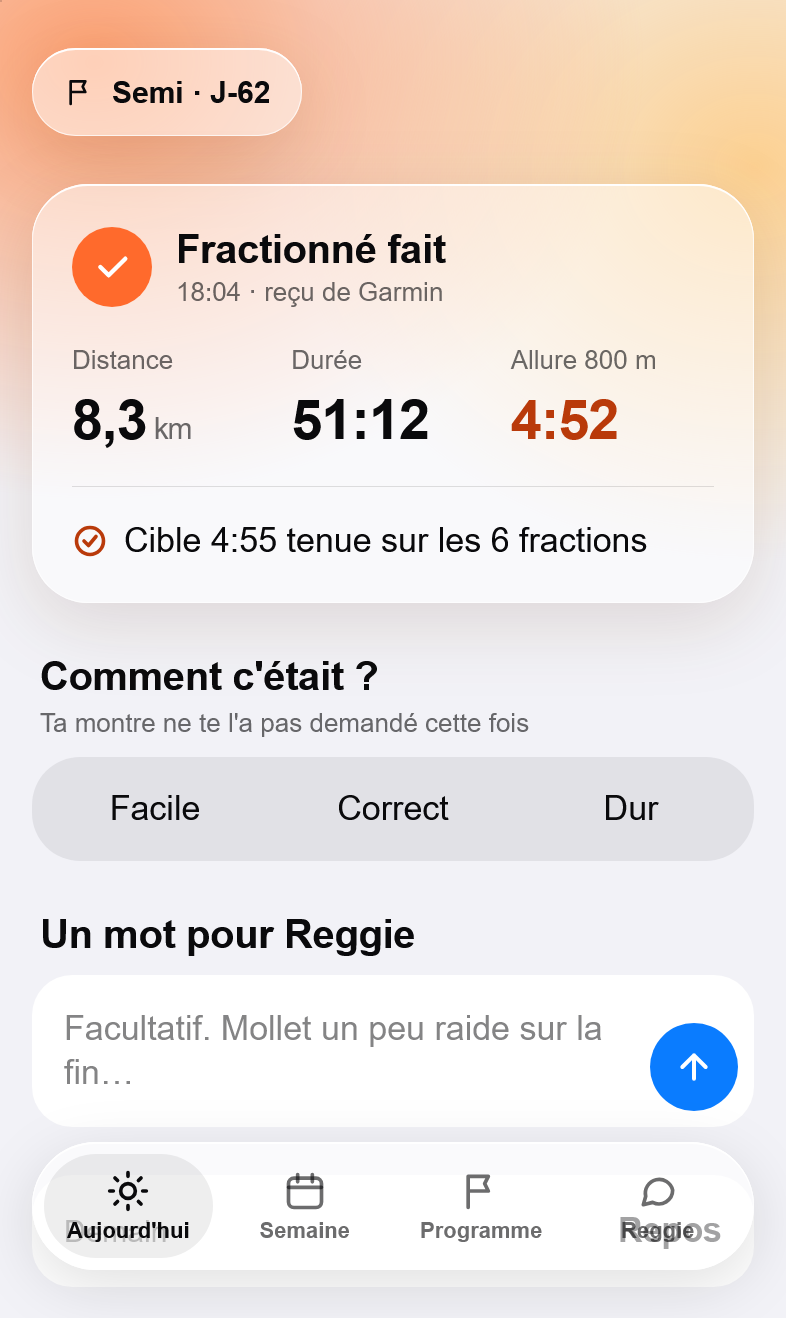 Semi · J-62
Fractionné fait
18:04 · reçu de Garmin
Distance Durée Allure 800 m
8,3 km 51:12 4:52
Cible 4:55 tenue sur les 6 fractions
Comment c'était ?
Ta montre ne te l'a pas demandé cette fois
Facile Correct Dur
Un mot pour Reggie
Facultatif. Mollet un peu raide sur la
fin…
Demain Repos
Aujourd'hui Semaine Programme Reggie